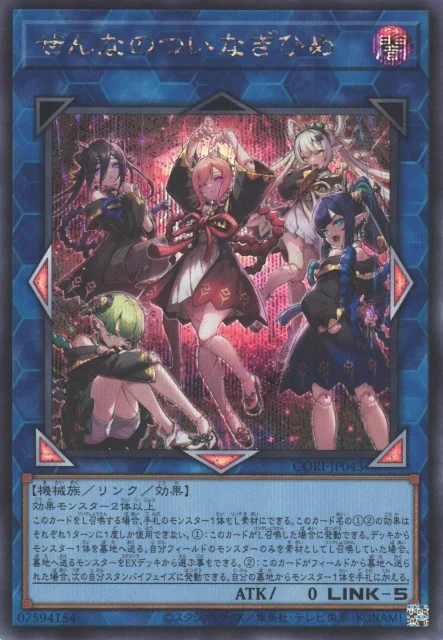 ぜんなのついなぎひめ
闇
CORI-JP043
【機械族／リンク／効果】
効果モンスター2体以上
このカードをL召喚する場合、手札のモンスター1体もL素材にできる。このカード名の①②の効果は
それぞれ1ターンに1度しか使用できない。①：このカードがL召喚した場合に発動できる。デッキから
モンスター1体を墓地へ送る。自分フィールドのモンスターのみを素材としてL召喚していた場合、
墓地へ送るモンスターをEXデッキから選ぶ事もできる。②：このカードがフィールドから墓地へ送ら
れた場合、次の自分スタンバイフェイズに発動できる。自分の墓地からモンスター1体を手札に加える。
ATK/ 0 LINK-5
07594154
©スタジオ・ダイス/集英社・テレビ東京・KONAMI